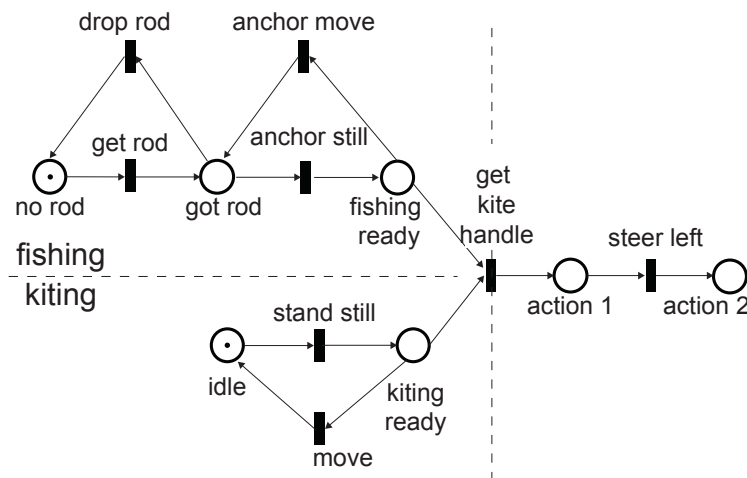 drop rod
anchor move
get rod
anchor still
no rod
got rod
fishing
ready
get
kite
handle
steer left
action 1
action 2
fishing
kiting
stand still
idle
kiting
ready
move